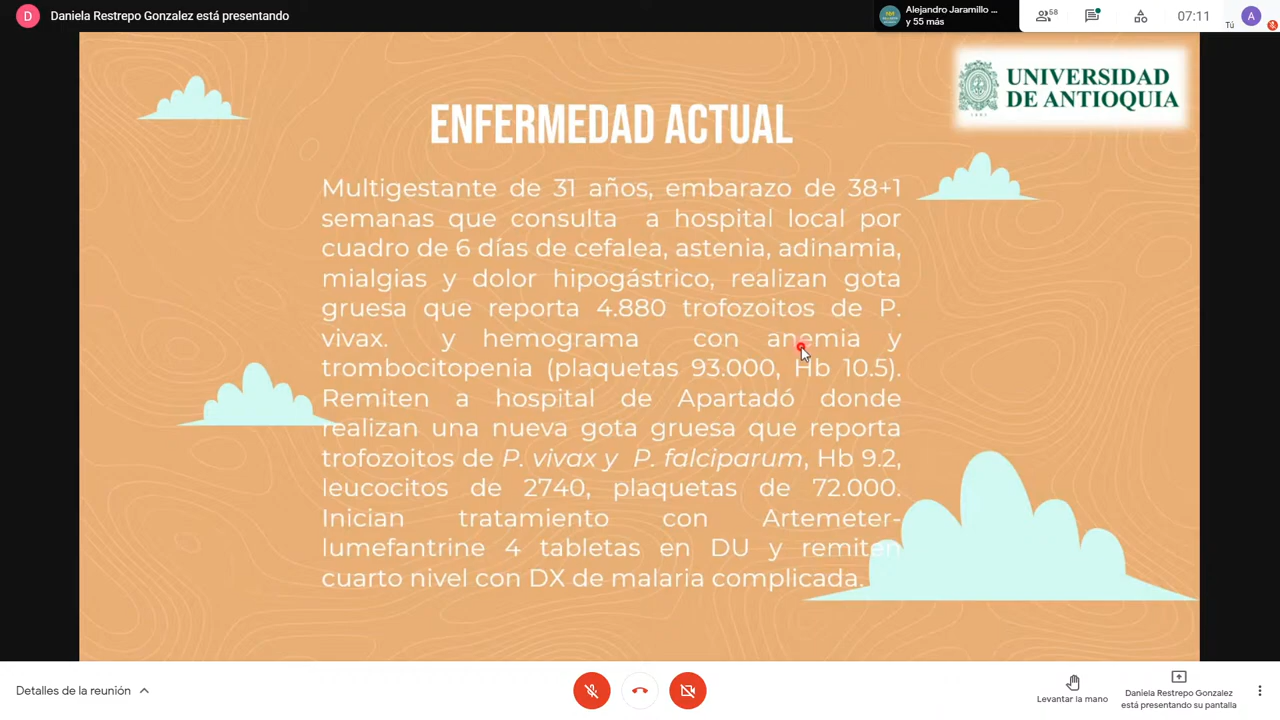 D Daniela Restrepo Gonzalez está presentando
Alejandro Jaramillo ...
y 55 más
58
07:11
Tú
A
UNIVERSIDAD
DE ANTIOQUIA
1803
ENFERMEDAD ACTUAL
Multigestante de 31 años, embarazo de 38+1
semanas que consulta a hospital local por
cuadro de 6 días de cefalea, astenia, adinamia,
mialgias y dolor hipogástrico, realizan gota
gruesa que reporta 4.880 trofozoitos de P.
vivax. y hemograma con anemia y
trombocitopenia (plaquetas 93.000, Hb 10.5).
Remiten a hospital de Apartadó donde
realizan una nueva gota gruesa que reporta
trofozoitos de P. vivax y P. falciparum, Hb 9.2,
leucocitos de 2740, plaquetas de 72.000.
Inician tratamiento con Artemeter-
lumefantrine 4 tabletas en DU y remiten
cuarto nivel con DX de malaria complicada.
Detalles de la reunión
Levantar la mano
Daniela Restrepo Gonzalez
está presentando su pantalla